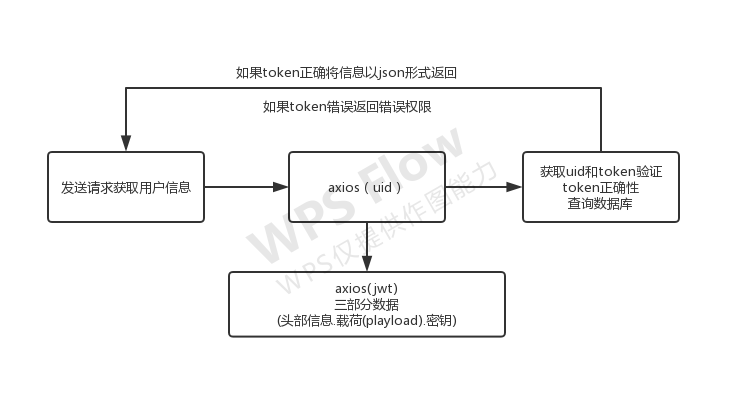 如果token正确将信息以json形式返回
如果token错误返回错误权限
发送请求获取用户信息
axios（uid）
获取uid和token验证
token正确性
查询数据库
axios(jwt)
三部分数据
(头部信息.载荷(playload).密钥)
WPS Flow
WPS仅提供作图能力